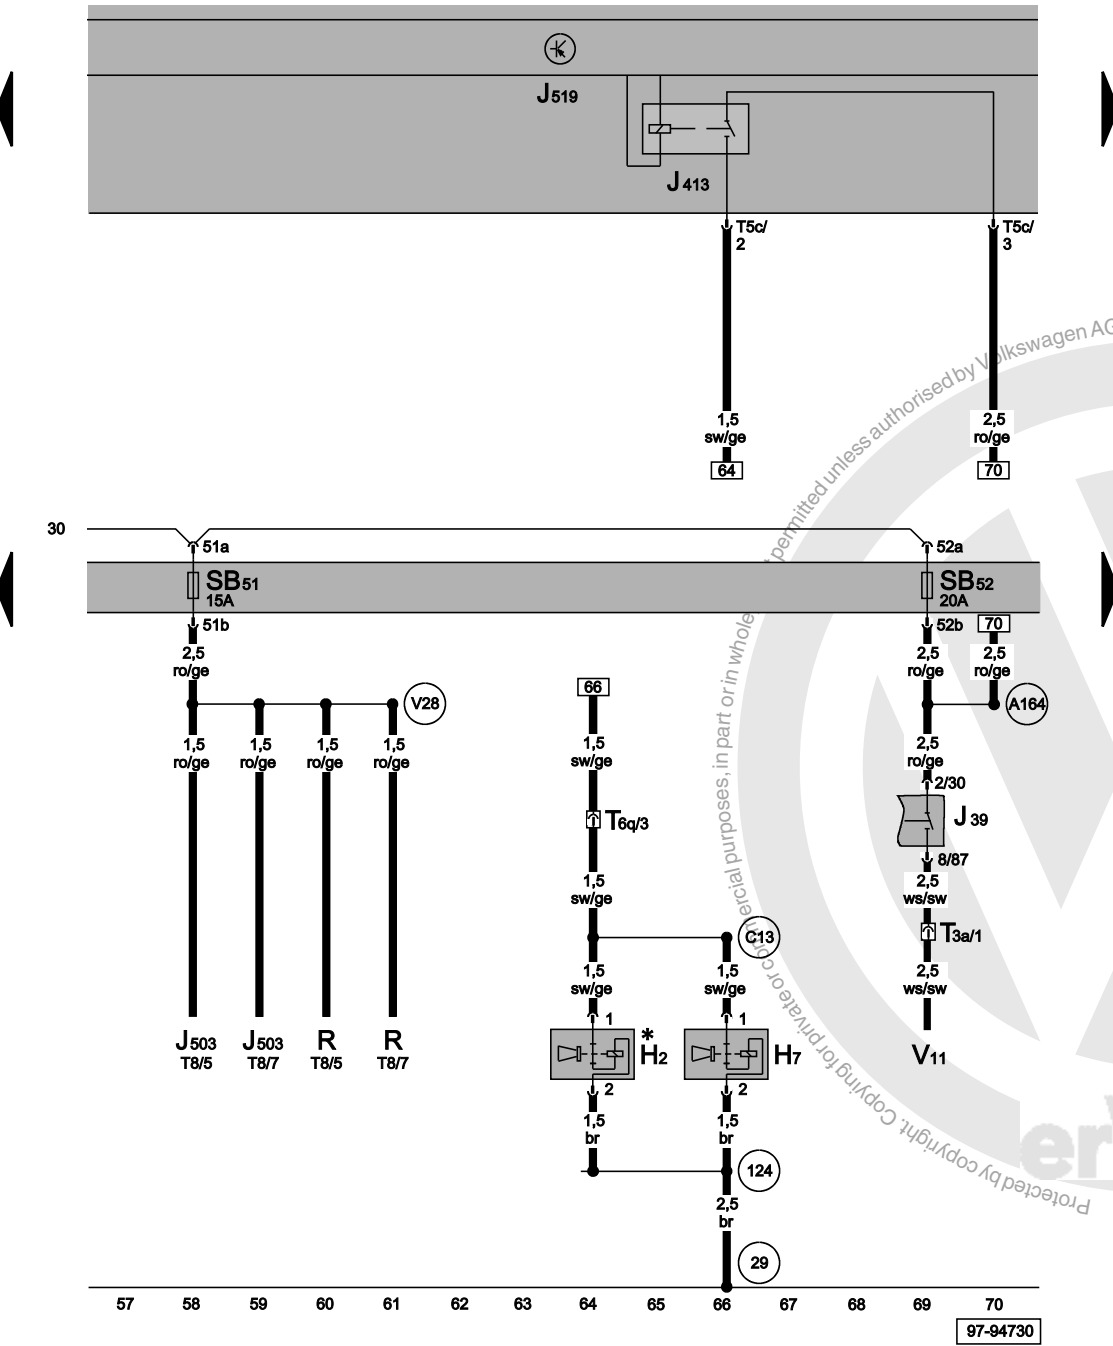 J519
J413
T5c/
2
T5c/
3
1,5
sw/ge
64
2,5
ro/ge
70
30
51a
52a
SB51
15A
SB52
20A
51b
52b
70
2,5
ro/ge
2,5
ro/ge
2,5
ro/ge
66
V28
A164
1,5
ro/ge
1,5
ro/ge
1,5
ro/ge
1,5
ro/ge
1,5
sw/ge
2,5
ro/ge
2/30
T6q/3
J39
8/87
1,5
sw/ge
2,5
ws/sw
C13
T3a/1
1,5
sw/ge
1,5
sw/ge
2,5
ws/sw
1
1
J503
T8/5
J503
T8/7
R
T8/5
R
T8/7
*
H2
H7
V11
2
2
1,5
br
1,5
br
124
2,5
br
29
57 58 59 60 61 62 63 64 65 66 67 68 69 70
97-94730
Protected by copyright. Copying for private or commercial purposes, in part or in whole,
permitted unless authorised by Volkswagen AG
er